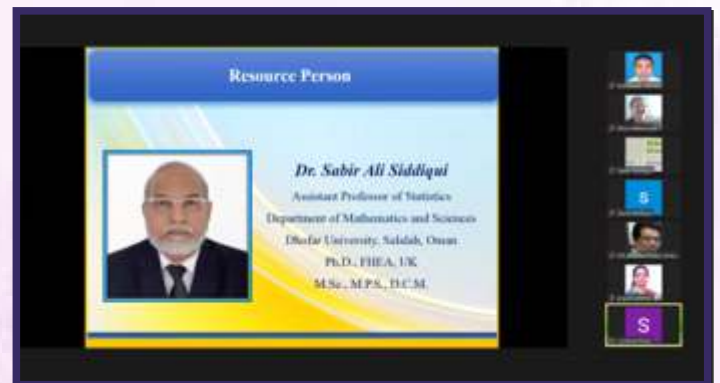 Resource Person
Dr. Sabir Ali Siddiqui
Assistant Professor of Statistics
Department of Mathematics and Sciences
Dhofar University, Salalah, Oman
Ph.D., FHEA, UK
M.Sc., M.P.S., D.C.M.
S
S